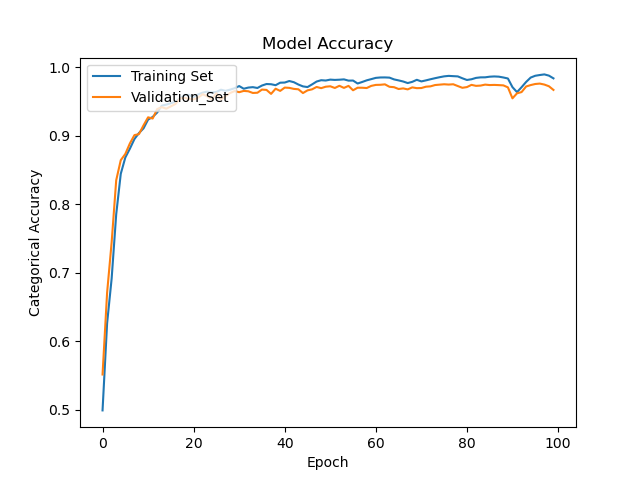 Model Accuracy
Training Set
Validation_Set
Categorical Accuracy
1.0
0.9
0.8
0.7
0.6
0.5
0 20 40 60 80 100
Epoch